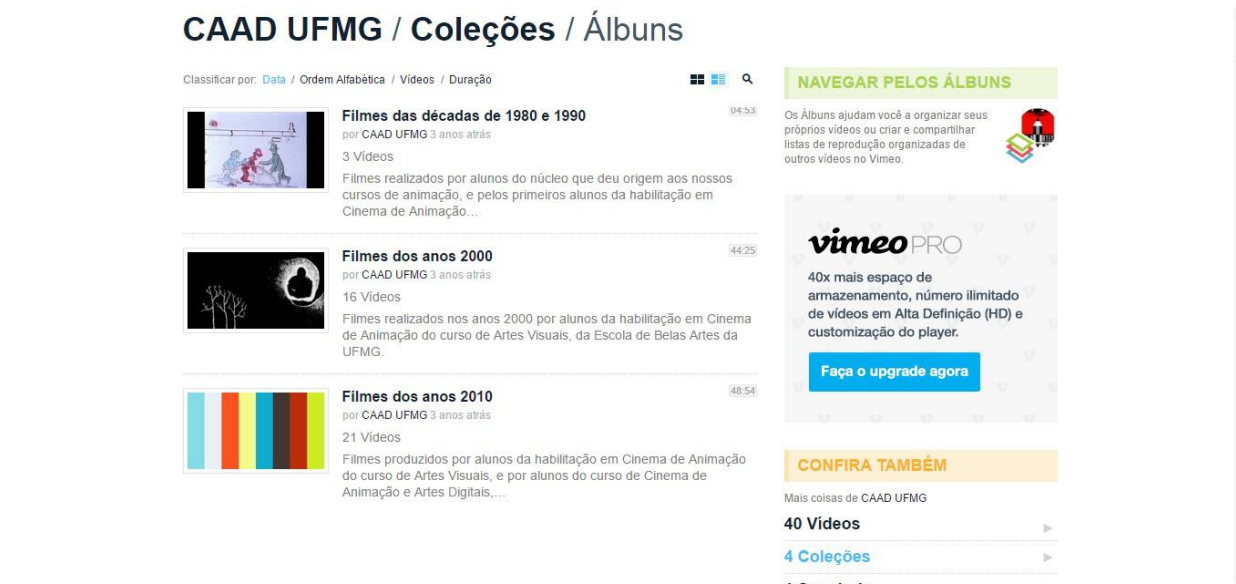 CAAD UFMG / Coleções / Álbuns
Classificar por: Data / Ordem Alfabética / Vídeos / Duração
04:53
Filmes das décadas de 1980 e 1990
por CAAD UFMG 3 anos atrás
3 Vídeos
Filmes realizados por alunos do núcleo que deu origem aos nossos
cursos de animação, e pelos primeiros alunos da habilitação em
Cinema de Animação...
44:25
Filmes dos anos 2000
por CAAD UFMG 3 anos atrás
16 Vídeos
Filmes realizados nos anos 2000 por alunos da habilitação em Cinema
de Animação do curso de Artes Visuais, da Escola de Belas Artes da
UFMG.
48:54
Filmes dos anos 2010
por CAAD UFMG 3 anos atrás
21 Vídeos
Filmes produzidos por alunos da habilitação em Cinema de Animação
do curso de Artes Visuais, e por alunos do curso de Cinema de
Animação e Artes Digitais,...
NAVEGAR PELOS ÁLBUNS
Os Álbuns ajudam você a organizar seus
próprios vídeos ou criar e compartilhar
listas de reprodução organizadas de
outros vídeos no Vimeo.
vimeo PRO
40x mais espaço de
armazenamento, número ilimitado
de vídeos em Alta Definição (HD) e
customização do player.
Faça o upgrade agora
CONFIRA TAMBÉM
Mais coisas de CAAD UFMG
40 Vídeos
4 Coleções